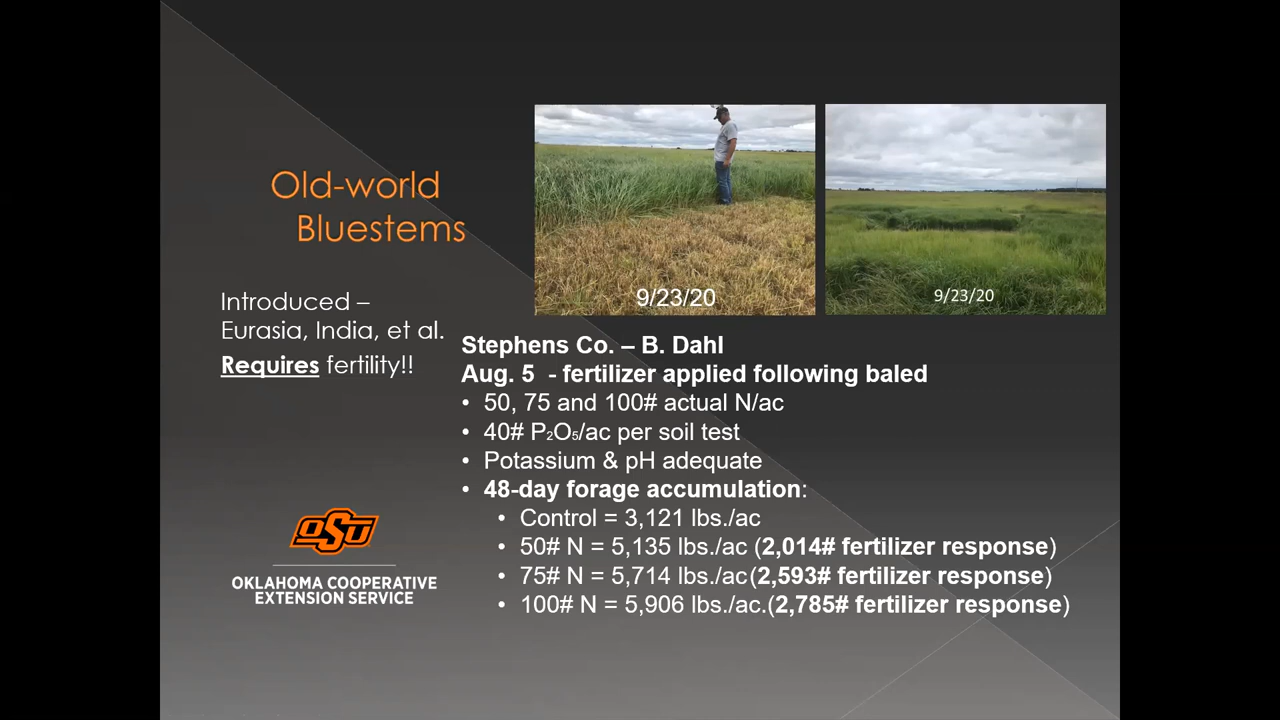 Old-world
Bluestems
Introduced –
Eurasia, India, et al.
Requires fertility!!
9/23/20
9/23/20
Stephens Co. – B. Dahl
Aug. 5  - fertilizer applied following baled
• 50, 75 and 100# actual N/ac
• 40# P₂O₅/ac per soil test
• Potassium & pH adequate
• 48-day forage accumulation:
• Control = 3,121 lbs./ac
• 50# N = 5,135 lbs./ac (2,014# fertilizer response)
• 75# N = 5,714 lbs./ac(2,593# fertilizer response)
• 100# N = 5,906 lbs./ac.(2,785# fertilizer response)
OSU
OKLAHOMA COOPERATIVE
EXTENSION SERVICE